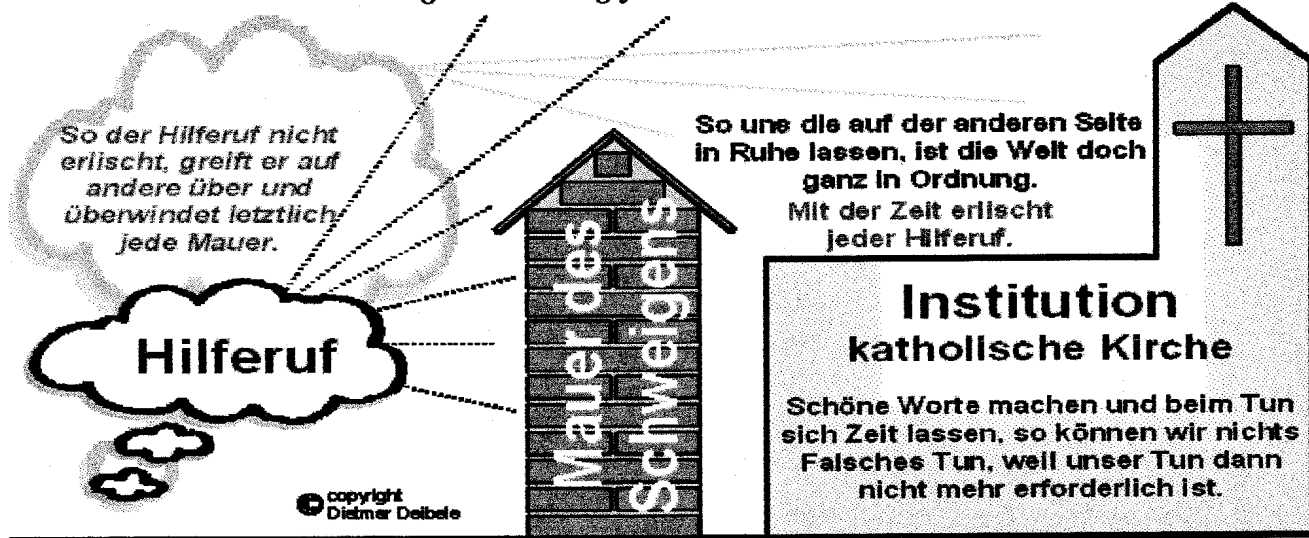 So der Hilferuf nicht
erlischt, greift er auf
andere über und
überwindet letztlich
jede Mauer.
Hilferuf
© copyright
Dietmar Deibele
Mauer des
Schweigens
So uns die auf der anderen Seite
in Ruhe lassen, ist die Welt doch
ganz in Ordnung.
Mit der Zeit erlischt
jeder Hilferuf.
Institution
katholische Kirche
Schöne Worte machen und beim Tun
sich Zeit lassen, so können wir nichts
Falsches Tun, weil unser Tun dann
nicht mehr erforderlich ist.